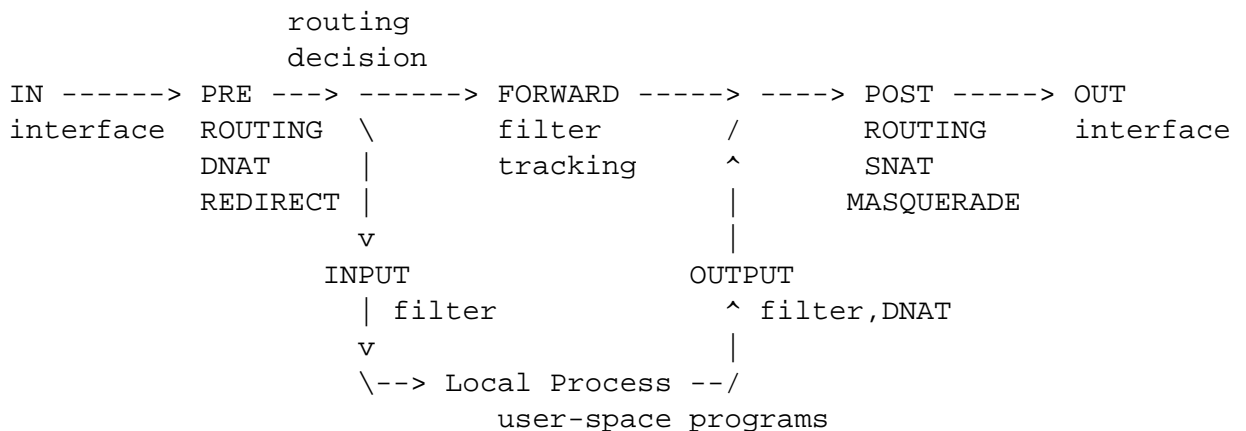 routing
decision
IN ------> PRE ---> ------> FORWARD -----> ----> POST -----> OUT
interface ROUTING \ filter / ROUTING interface
DNAT | tracking ^ SNAT
REDIRECT | | MASQUERADE
v |
INPUT OUTPUT
| filter ^ filter,DNAT
v |
\--> Local Process --/
user-space programs